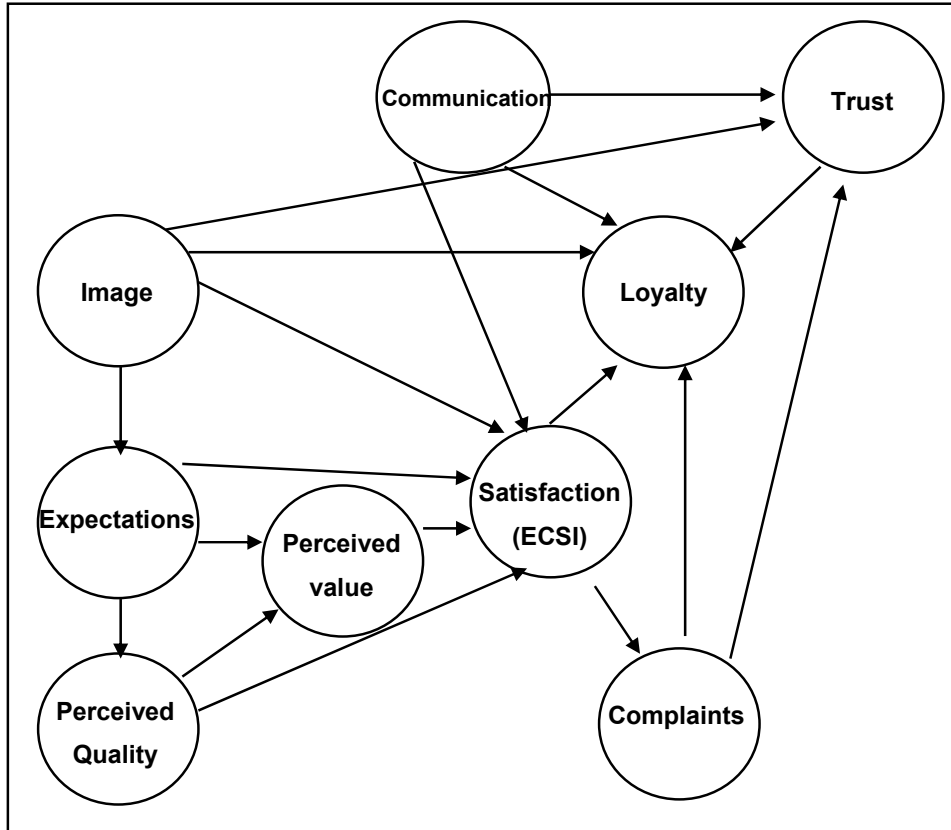 Communication
Trust
Image
Loyalty
Expectations
Satisfaction
(ECSI)
Perceived
value
Perceived
Quality
Complaints